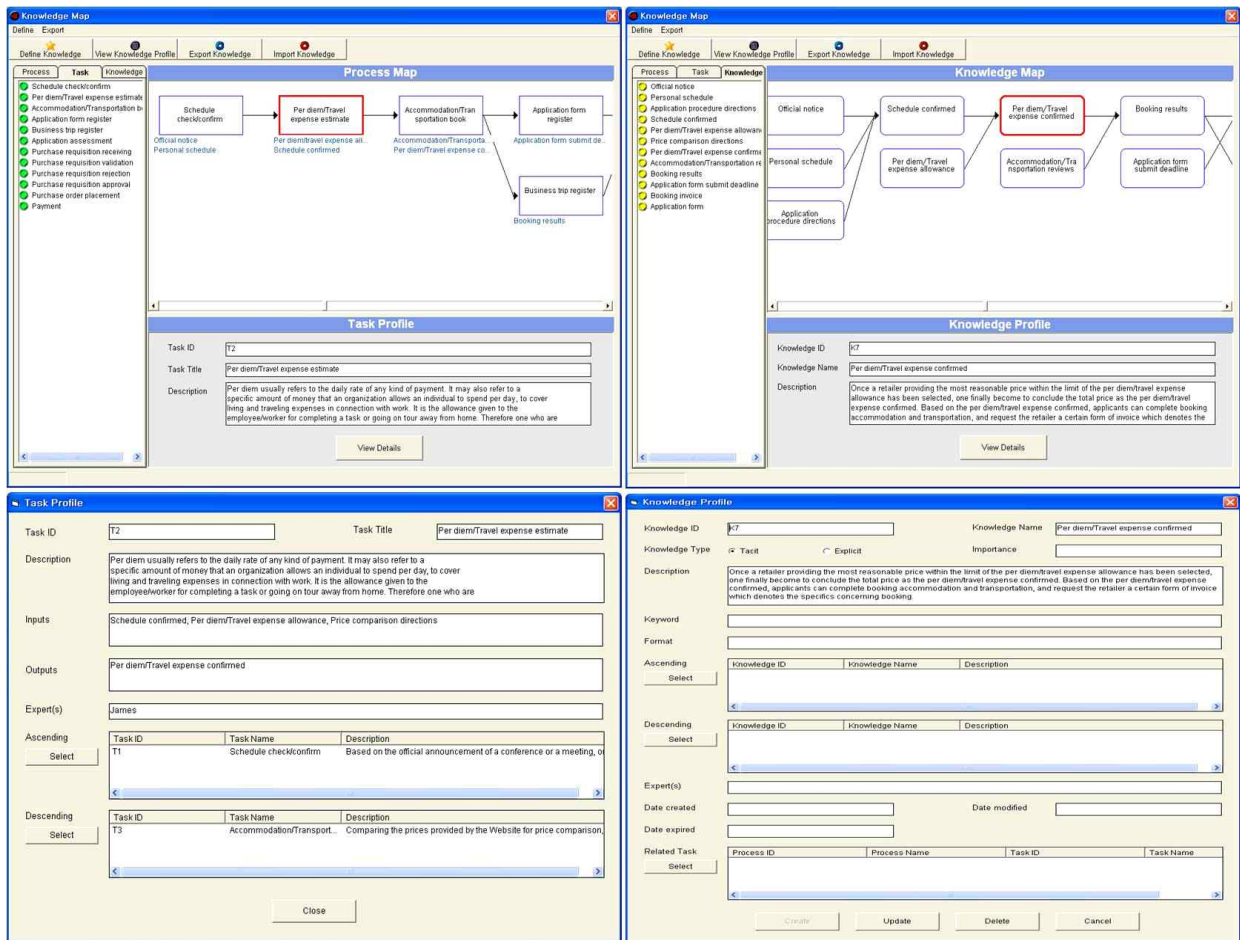 Knowledge Map
Define Export
Define Knowledge View Knowledge Profile Export Knowledge Import Knowledge
Process Task Knowledge
Schedule check/confirm
Per diem/Travel expense estimate
Accommodation/Transportation b
Application form register
Business trip register
Application assessment
Purchase requisition receiving
Purchase requisition validation
Purchase requisition rejection
Purchase requisition approval
Purchase order placement
Payment
Process Map
Schedule
check/confirm
Official notice
Personal schedule
Per diem/Travel
expense estimate
Per diem/travel expense all...
Schedule confirmed
Accommodation/Tran
sportation book
Accommodation/Transporta...
Per diem/Travel expense co...
Application form
register
Application form submit de...
Business trip register
Booking results
Task Profile
Task ID T2
Task Title Per diem/Travel expense estimate
Description Per diem usually refers to the daily rate of any kind of payment. It may also refer to a
specific amount of money that an organization allows an individual to spend per day, to cover
living and traveling expenses in connection with work. It is the allowance given to the
employee/worker for completing a task or going on tour away from home. Therefore one who are
View Details
Knowledge Map
Define Export
Define Knowledge View Knowledge Profile Export Knowledge Import Knowledge
Process Task Knowledge
Official notice
Personal schedule
Application procedure directions
Schedule confirmed
Per diem/Travel expense allowan
Price comparison directions
Per diem/Travel expense confirme
Accommodation/Transportation re
Booking results
Application form submit deadline
Booking invoice
Application form
Knowledge Map
Official notice
Personal schedule
Application
procedure directions
Schedule confirmed
Per diem/Travel
expense allowance
Per diem/Travel
expense confirmed
Accommodation/Tra
nsportation reviews
Booking results
Application form
submit deadline
Knowledge Profile
Knowledge ID K7
Knowledge Name Per diem/Travel expense confirmed
Description Once a retailer providing the most reasonable price within the limit of the per diem/travel expense
allowance has been selected, one finally become to conclude the total price as the per diem/travel
expense confirmed. Based on the per diem/travel expense confirmed, applicants can complete booking
accommodation and transportation, and request the retailer a certain form of invoice which denotes the
View Details
Task Profile
Task ID T2 Task Title Per diem/Travel expense estimate
Description Per diem usually refers to the daily rate of any kind of payment. It may also refer to a
specific amount of money that an organization allows an individual to spend per day, to cover
living and traveling expenses in connection with work. It is the allowance given to the
employee/worker for completing a task or going on tour away from home. Therefore one who are
Inputs Schedule confirmed, Per diem/Travel expense allowance, Price comparison directions
Outputs Per diem/Travel expense confirmed
Expert(s) James
Ascending Task ID Task Name Description
Select T1 Schedule check/confirm Based on the official announcement of a conference or a meeting, o
Descending Task ID Task Name Description
Select T3 Accommodation/Transport... Comparing the prices provided by the Website for price comparison,
Close
Knowledge Profile
Knowledge ID K7 Knowledge Name Per diem/Travel expense confirmed
Knowledge Type Tacit Explicit Importance
Description Once a retailer providing the most reasonable price within the limit of the per diem/travel expense allowance has been selected,
one finally become to conclude the total price as the per diem/travel expense confirmed. Based on the per diem/travel expense
confirmed, applicants can complete booking accommodation and transportation, and request the retailer a certain form of invoice
which denotes the specifics concerning booking.
Keyword
Format
Ascending Knowledge ID Knowledge Name Description
Select
Descending Knowledge ID Knowledge Name Description
Select
Expert(s)
Date created Date modified
Date expired
Related Task Process ID Process Name Task ID Task Name
Select
Create Update Delete Cancel